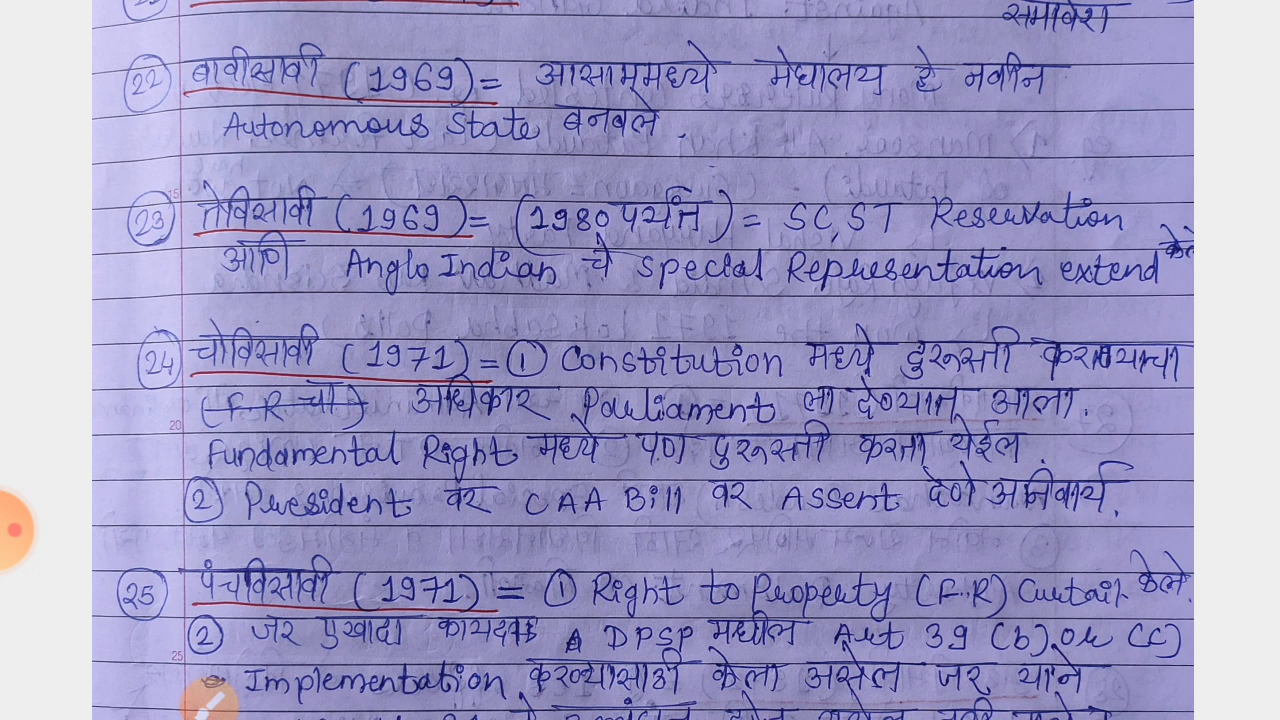 समावेश
22 बावीसावी (1969) = आसाममध्ये मेघालय हे नवीन
Autonomous State बनवले.
23 तेविसावी (1969) = (1980 पर्यंत) = SC, ST Reservation
आणि Anglo Indian चे special Representation extend केले
24 चोविसावी (1971) = ① Constitution मध्ये दुरूस्ती करण्याचा
(F.R चा) अधिकार Parliament ला देण्यात आला.
Fundamental Right मध्ये पण दुरूस्ती करता येईल.
② President वर CAA Bill वर Assent देणे अनिवार्य.
25 पंचविसावी (1971) = ① Right to Property (F.R) Curtail केले.
② जर एखादा कायदा DPSP मधील Art 39 (b) or (c)
Implementation करण्यासाठी केला असेल जर याने